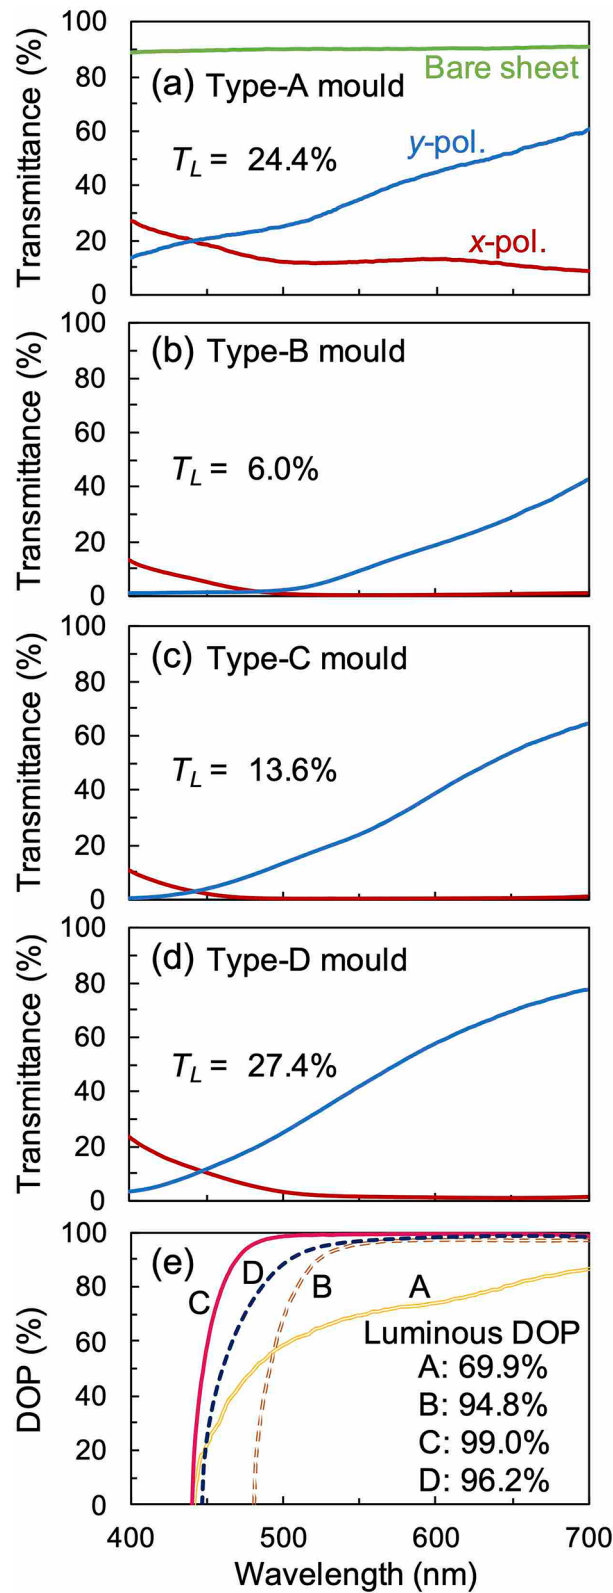 100
80
60
40
20
0
Transmittance (%)
(a) Type-A mould
Bare sheet
y-pol.
T_L = 24.4%
x-pol.
100
80
60
40
20
0
Transmittance (%)
(b) Type-B mould
T_L = 6.0%
100
80
60
40
20
0
Transmittance (%)
(c) Type-C mould
T_L = 13.6%
100
80
60
40
20
0
Transmittance (%)
(d) Type-D mould
T_L = 27.4%
100
80
60
40
20
0
DOP (%)
(e)
C
D
B
A
Luminous DOP
A: 69.9%
B: 94.8%
C: 99.0%
D: 96.2%
400 500 600 700
Wavelength (nm)